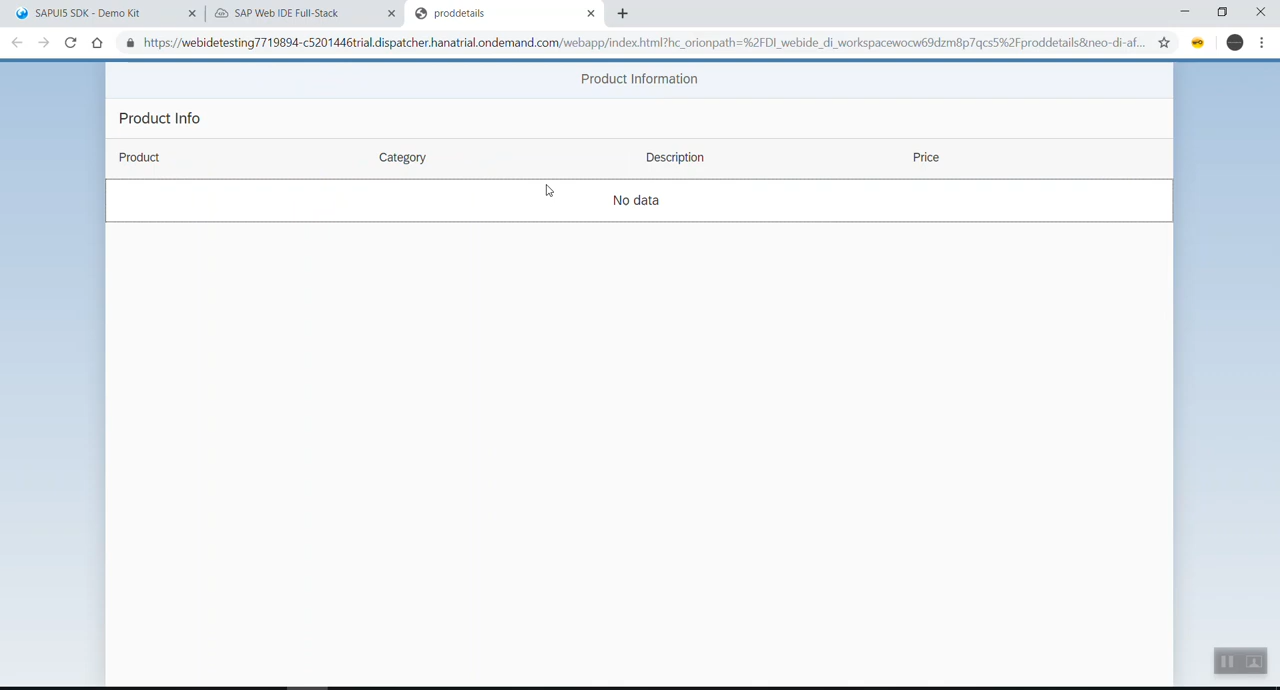 SAPUI5 SDK - Demo Kit
SAP Web IDE Full-Stack
proddetails
https://webidetesting7719894-c5201446trial.dispatcher.hanatrial.ondemand.com/webapp/index.html?hc_orionpath=%2FDI_webide_di_workspacewocw69dzm8p7qcs5%2Fproddetails&neo-di-af...
Product Information
Product Info
Product Category Description Price
No data